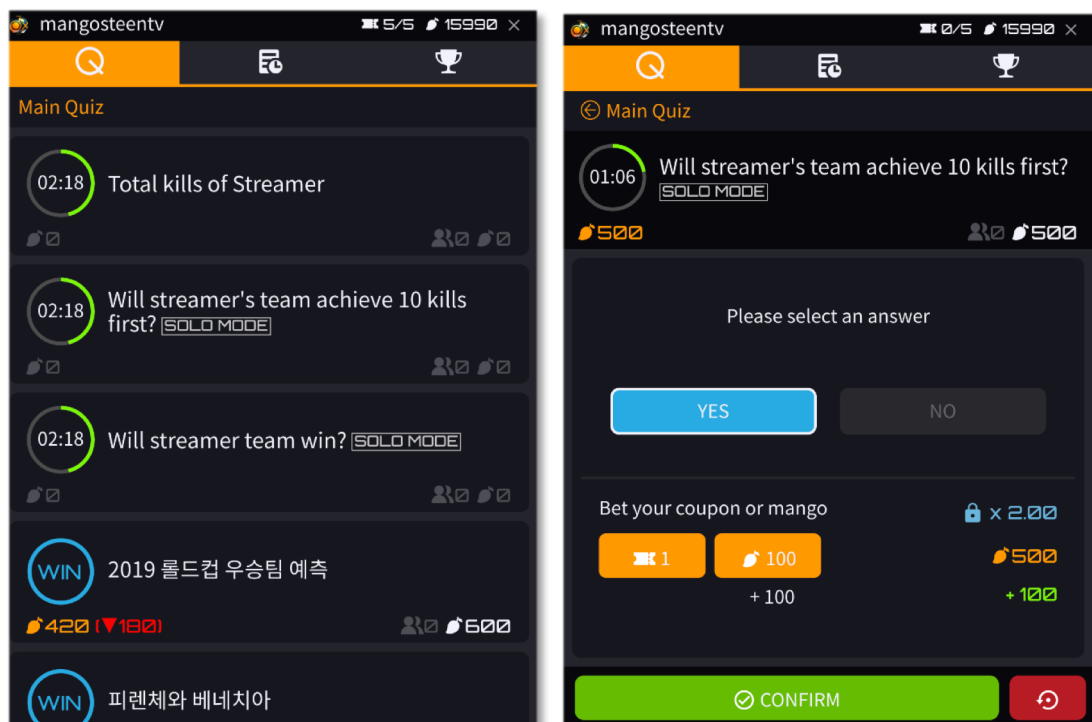 mangosteentv 5/5 15990 ×
Main Quiz
02:18 Total kills of Streamer
0 0 0
02:18 Will streamer's team achieve 10 kills
first? SOLO MODE
0 0 0
02:18 Will streamer team win? SOLO MODE
0 0 0
WIN 2019 롤드컵 우승팀 예측
420 (▼180) 0 600
WIN 피렌체와 베네치아
mangosteentv 0/5 15990 ×
Main Quiz
01:06 Will streamer's team achieve 10 kills first?
SOLO MODE
500 0 500
Please select an answer
YES NO
Bet your coupon or mango x 2.00
1 100 500
+ 100 + 100
CONFIRM